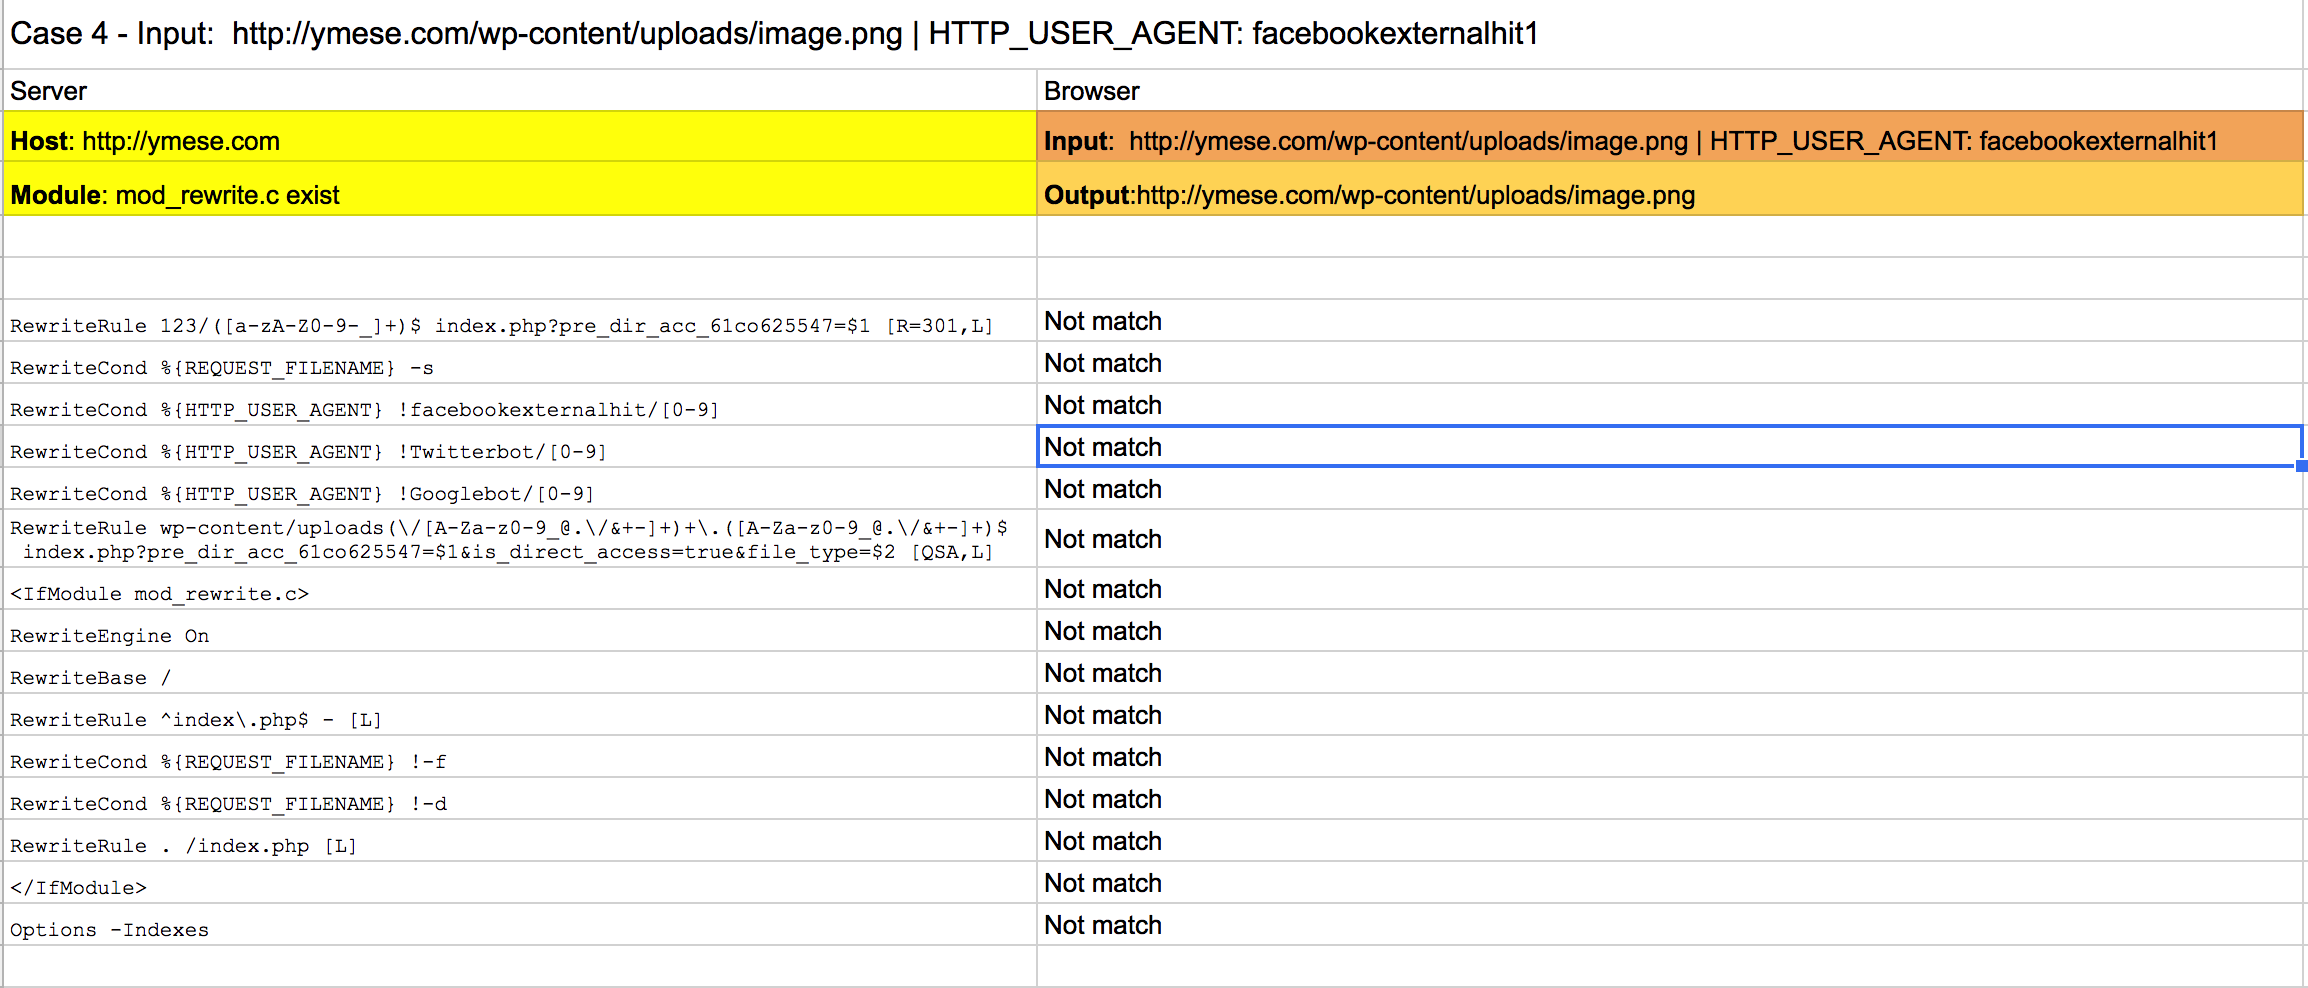 Case 4 - Input:  http://ymese.com/wp-content/uploads/image.png | HTTP_USER_AGENT: facebookexternalhit1
Server
Browser
Host: http://ymese.com
Input:  http://ymese.com/wp-content/uploads/image.png | HTTP_USER_AGENT: facebookexternalhit1
Module: mod_rewrite.c exist
Output:http://ymese.com/wp-content/uploads/image.png
RewriteRule 123/([a-zA-Z0-9-_]+)$ index.php?pre_dir_acc_61co625547=$1 [R=301,L]
Not match
RewriteCond %{REQUEST_FILENAME} -s
Not match
RewriteCond %{HTTP_USER_AGENT} !facebookexternalhit/[0-9]
Not match
RewriteCond %{HTTP_USER_AGENT} !Twitterbot/[0-9]
Not match
RewriteCond %{HTTP_USER_AGENT} !Googlebot/[0-9]
Not match
RewriteRule wp-content/uploads(\/[A-Za-z0-9_@.\/&+-]+)+\.([A-Za-z0-9_@.\/&+-]+)$
index.php?pre_dir_acc_61co625547=$1&is_direct_access=true&file_type=$2 [QSA,L]
Not match
<IfModule mod_rewrite.c>
Not match
RewriteEngine On
Not match
RewriteBase /
Not match
RewriteRule ^index\.php$ - [L]
Not match
RewriteCond %{REQUEST_FILENAME} !-f
Not match
RewriteCond %{REQUEST_FILENAME} !-d
Not match
RewriteRule . /index.php [L]
Not match
</IfModule>
Not match
Options -Indexes
Not match